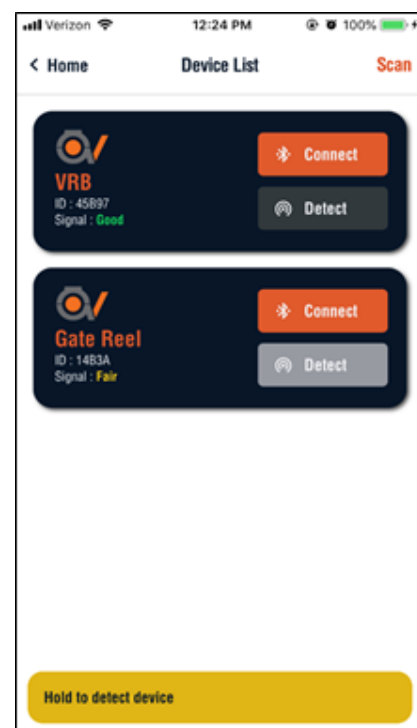 Verizon 12:24 PM 100%
< Home Device List Scan
VRB
ID : 45B97
Signal : Good
Connect
Detect
Gate Reel
ID : 14B3A
Signal : Fair
Connect
Detect
Hold to detect device